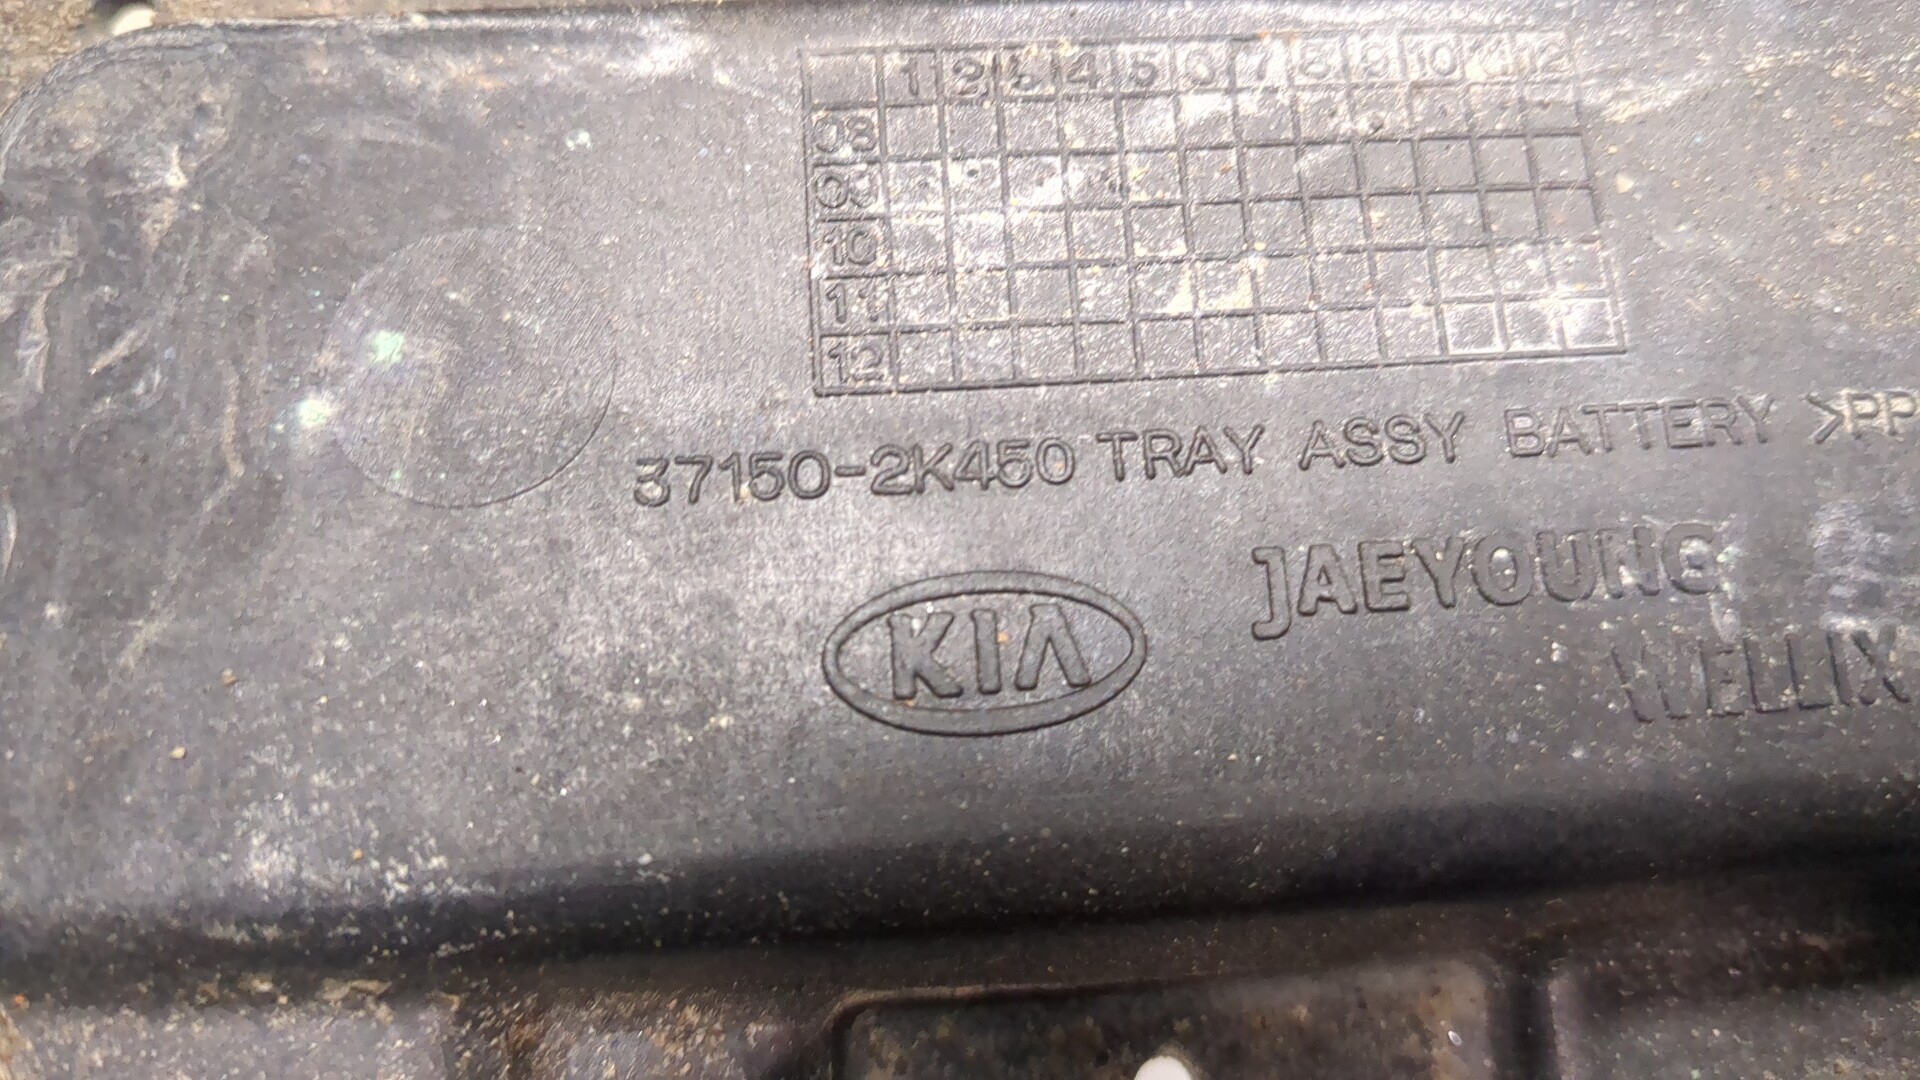 1 2 3 4 5 6 7 8 9 10 11 12
08
09
10
11
12
37150-2K450 TRAY ASSY BATTERY >PP
JAEYOUNG
KIA
WELLIX